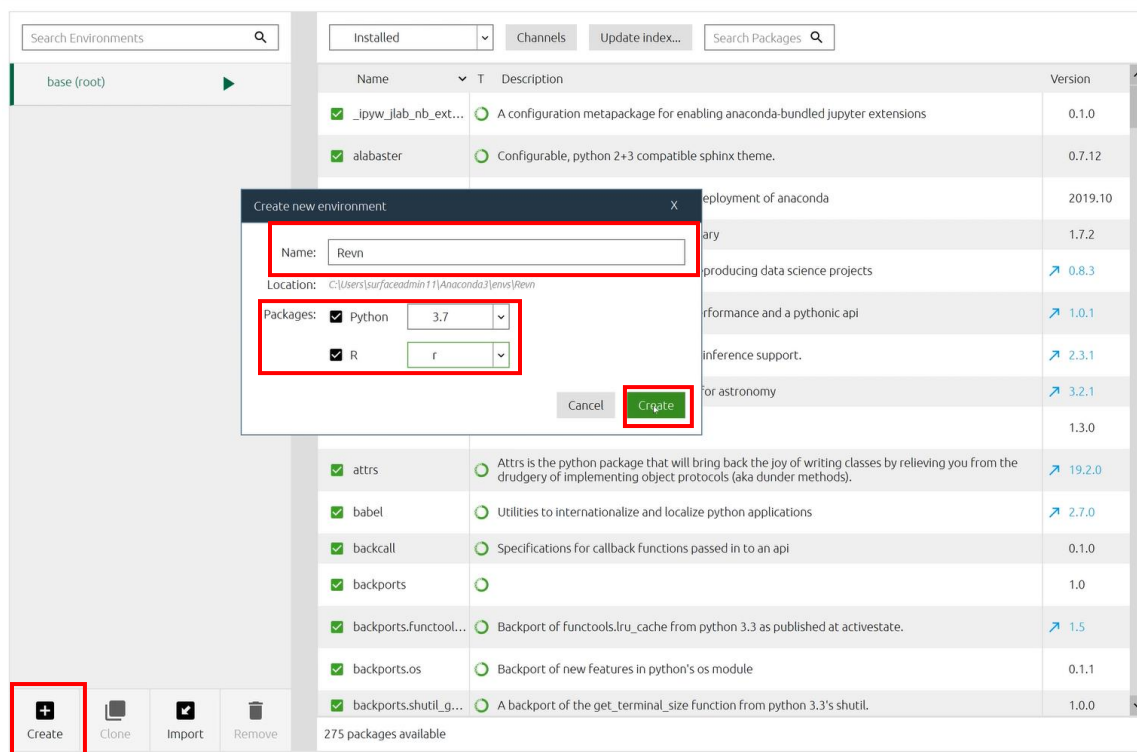 Search Environments
Installed
Channels
Update index...
Search Packages
base (root)
Name T Description Version
_ipyw_jlab_nb_ext... A configuration metapackage for enabling anaconda-bundled jupyter extensions 0.1.0
alabaster Configurable, python 2+3 compatible sphinx theme. 0.7.12
eployment of anaconda 2019.10
ary 1.7.2
producing data science projects 0.8.3
rformance and a pythonic api 1.0.1
inference support. 2.3.1
for astronomy 3.2.1
1.3.0
Create new environment X
Name: Revn
Location: C:\Users\surfaceadmin11\Anaconda3\envs\Revn
Packages: Python 3.7
R r
Cancel Create
attrs Attrs is the python package that will bring back the joy of writing classes by relieving you from the
drudgery of implementing object protocols (aka dunder methods). 19.2.0
babel Utilities to internationalize and localize python applications 2.7.0
backcall Specifications for callback functions passed in to an api 0.1.0
backports 1.0
backports.functool... Backport of functools.lru_cache from python 3.3 as published at activestate. 1.5
backports.os Backport of new features in python's os module 0.1.1
backports.shutil_g... A backport of the get_terminal_size function from python 3.3's shutil. 1.0.0
Create Clone Import Remove
275 packages available